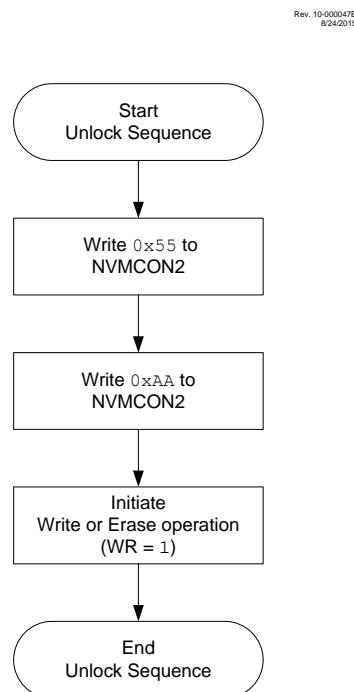 Rev. 10-000047B
8/24/2015
Start
Unlock Sequence
Write 0x55 to
NVMCON2
Write 0xAA to
NVMCON2
Initiate
Write or Erase operation
(WR = 1)
End
Unlock Sequence